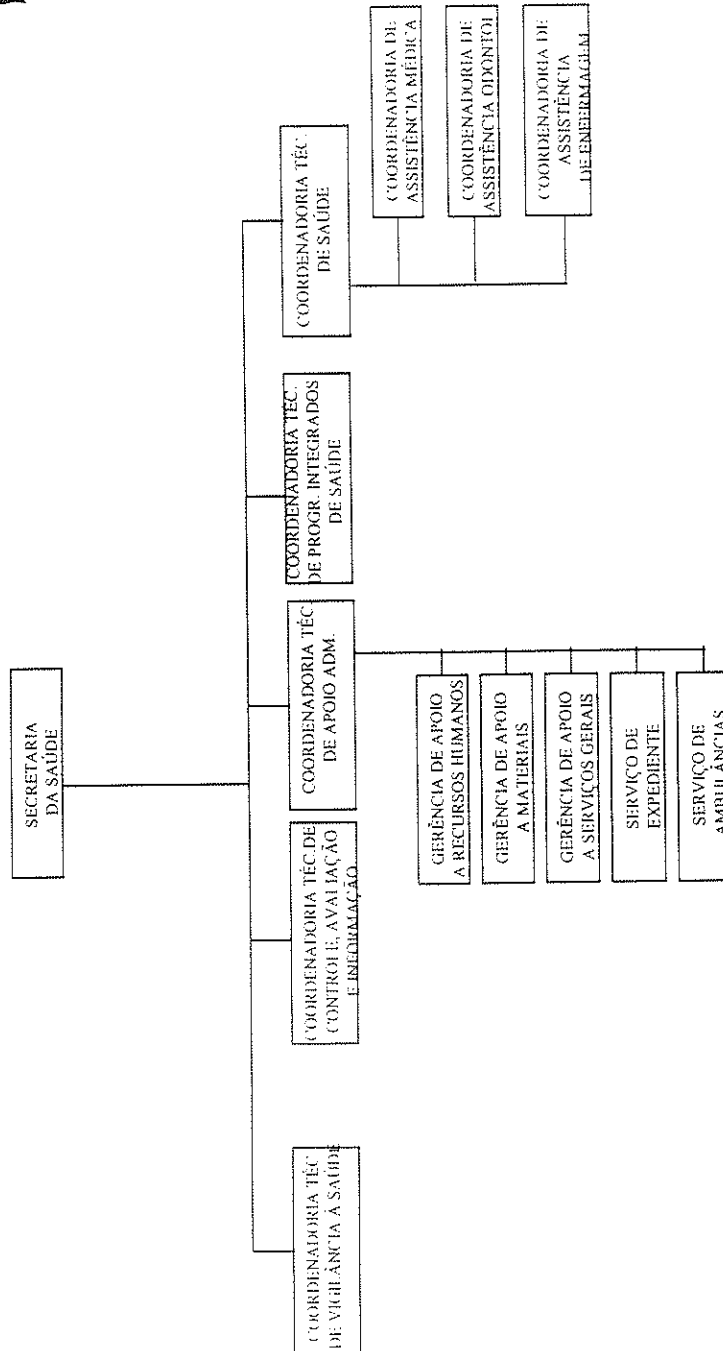 SECRETARIA
DA SAÚDE
COORDENADORIA TÉC
DE VIGILÂNCIA À SAÚDE
COORDENADORIA TÉC.DE
CONTROLE, AVALIAÇÃO
E INFORMAÇÃO
COORDENADORIA TÉC
DE APOIO ADM.
COORDENADORIA TÉC.
DE PROGR. INTEGRADOS
DE SAÚDE
COORDENADORIA TÉC.
DE SAÚDE
GERÊNCIA DE APOIO
A RECURSOS HUMANOS
GERÊNCIA DE APOIO
A MATERIAIS
GERÊNCIA DE APOIO
A SERVIÇOS GERAIS
SERVIÇO DE
EXPEDIENTE
SERVIÇO DE
AMBULÂNCIAS
COORDENADORIA DE
ASSISTÊNCIA MÉDICA
COORDENADORIA DE
ASSISTÊNCIA ODONTOL
COORDENADORIA DE
ASSISTÊNCIA
DE ENFERMAGEM